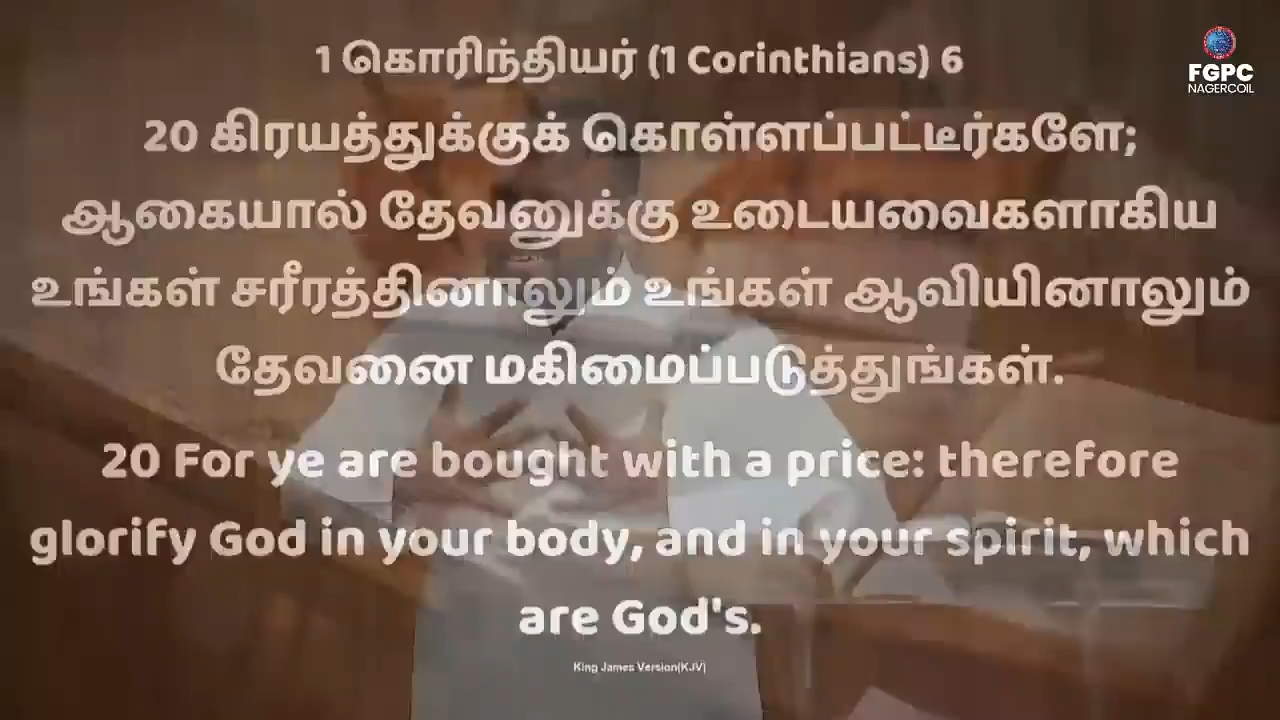 1 கொரிந்தியர் (1 Corinthians) 6
FGPC
NAGERCOIL
20 கிரயத்துக்குக் கொள்ளப்பட்டீர்களே;
ஆகையால் தேவனுக்கு உடையவைகளாகிய
உங்கள் சரீரத்தினாலும் உங்கள் ஆவியினாலும்
தேவனை மகிமைப்படுத்துங்கள்.
20 For ye are bought with a price: therefore
glorify God in your body, and in your spirit, which
are God's.
King James Version(KJV)